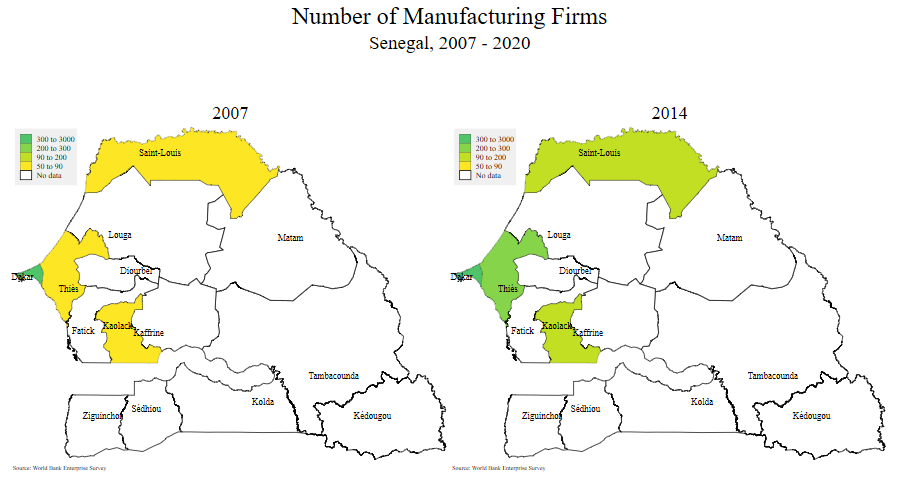 Number of Manufacturing Firms
Senegal, 2007 - 2020
2007
300 to 3000
200 to 300
90 to 200
50 to 90
No data
Saint-Louis
Louga
Matam
Dakar
Diourbel
Thiès
Fatick
Kaolack
Kaffrine
Tambacounda
Ziguinchor
Sédhiou
Kolda
Kédougou
Source: World Bank Enterprise Survey
2014
300 to 3000
200 to 300
90 to 200
50 to 90
No data
Saint-Louis
Louga
Matam
Dakar
Diourbel
Thiès
Fatick
Kaolack
Kaffrine
Tambacounda
Ziguinchor
Sédhiou
Kolda
Kédougou
Source: World Bank Enterprise Survey